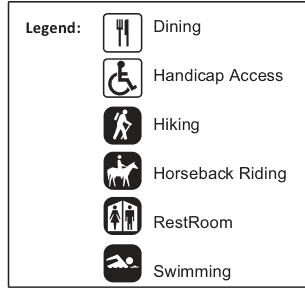 Legend:
Dining
Handicap Access
Hiking
Horseback Riding
RestRoom
Swimming